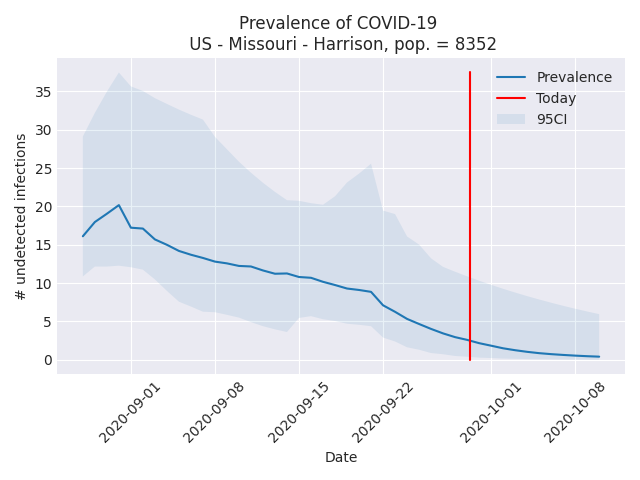 Prevalence of COVID-19
US - Missouri - Harrison, pop. = 8352
# undetected infections
35
30
25
20
15
10
5
0
Prevalence
Today
95CI
2020-09-01
2020-09-08
2020-09-15
2020-09-22
2020-10-01
2020-10-08
Date